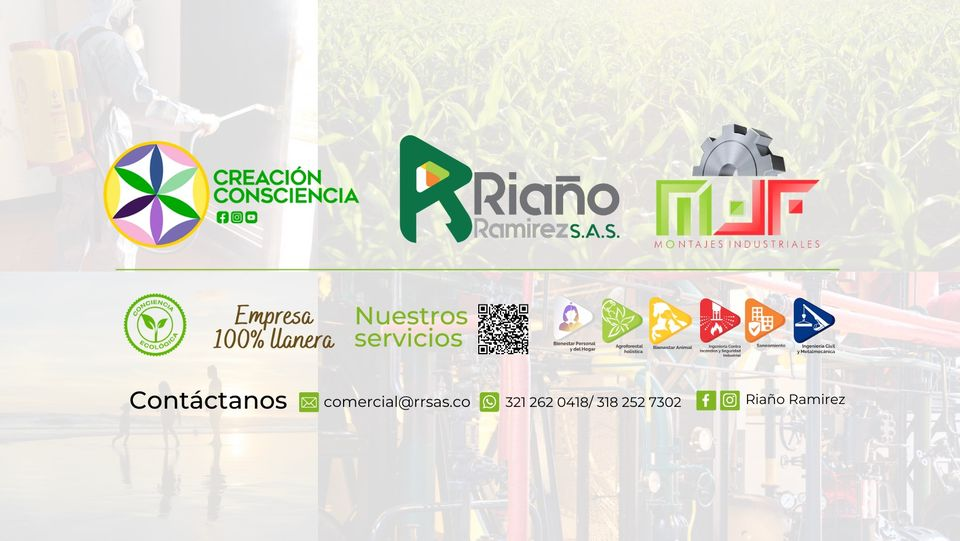 CREACIÓN
CONSCIENCIA
Riaño
Ramirez S.A.S.
MJF
MONTAJES INDUSTRIALES
CONCIENCIA
ECOLÓGICA
Empresa
100% llanera
Nuestros
servicios
Bienestar Personal
y del Hogar
Agroforestal
holística
Bienestar Animal
Ingeniería Contra
Incendios y Seguridad
Industrial
Saneamiento
Ingeniería Civil
y Metalmecánica
Contáctanos
comercial@rrsas.co
321 262 0418/ 318 252 7302
Riaño Ramirez